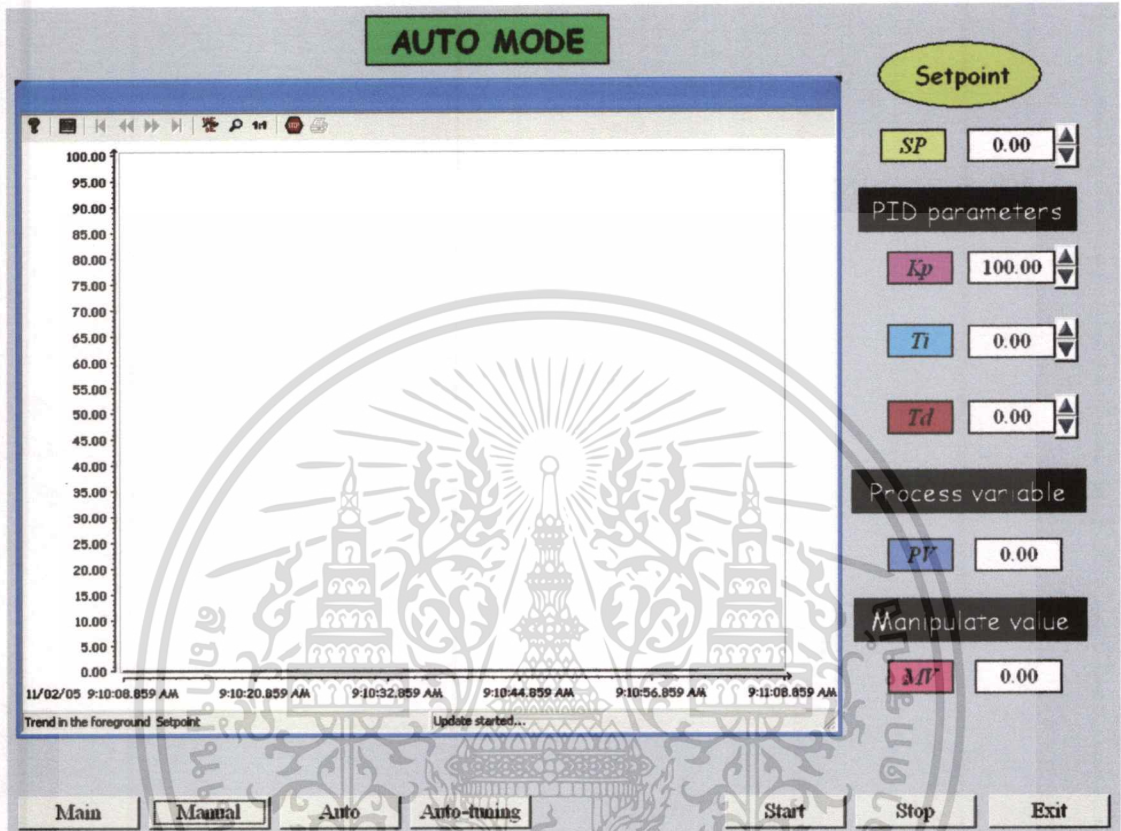 AUTO MODE
Setpoint
SP 0.00
PID parameters
Kp 100.00
Ti 0.00
Td 0.00
Process variable
PV 0.00
Manipulate value
MV 0.00
1:1
STOP
100.00
95.00
90.00
85.00
80.00
75.00
70.00
65.00
60.00
55.00
50.00
45.00
40.00
35.00
30.00
25.00
20.00
15.00
10.00
5.00
0.00
11/02/05 9:10:08.859 AM 9:10:20.859 AM 9:10:32.859 AM 9:10:44.859 AM 9:10:56.859 AM 9:11:08.859 AM
Trend in the foreground Setpoint Update started...
Main Manual Auto Auto-tuning Start Stop Exit